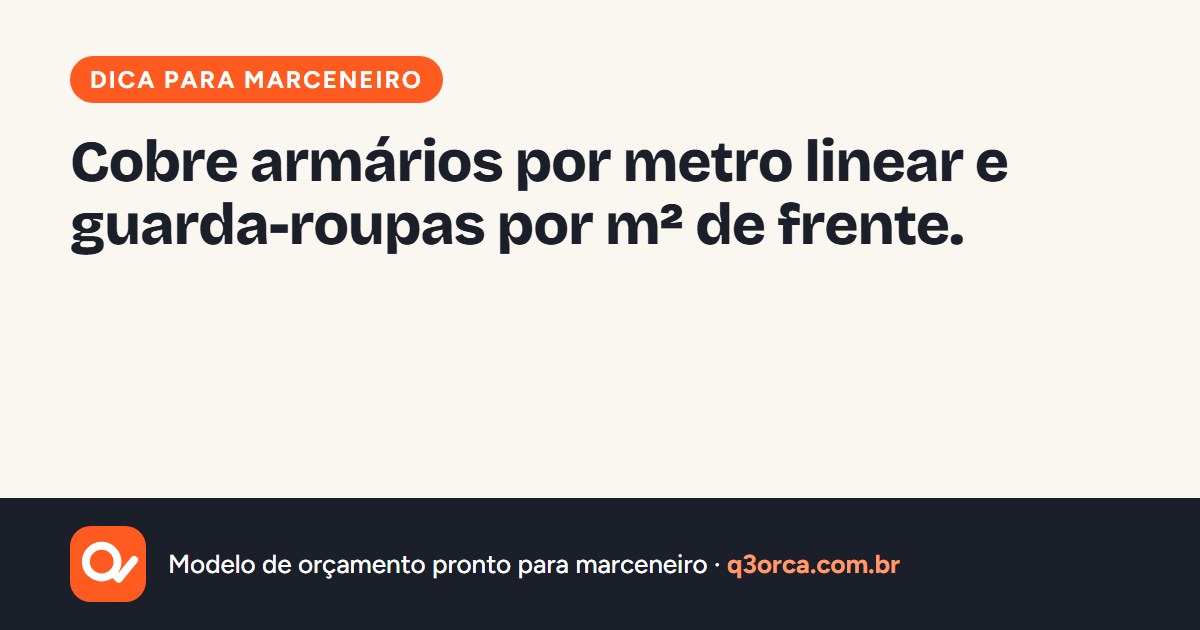 DICA PARA MARCENEIRO
Cobre armários por metro linear e
guarda-roupas por m² de frente.
Modelo de orçamento pronto para marceneiro · q3orca.com.br